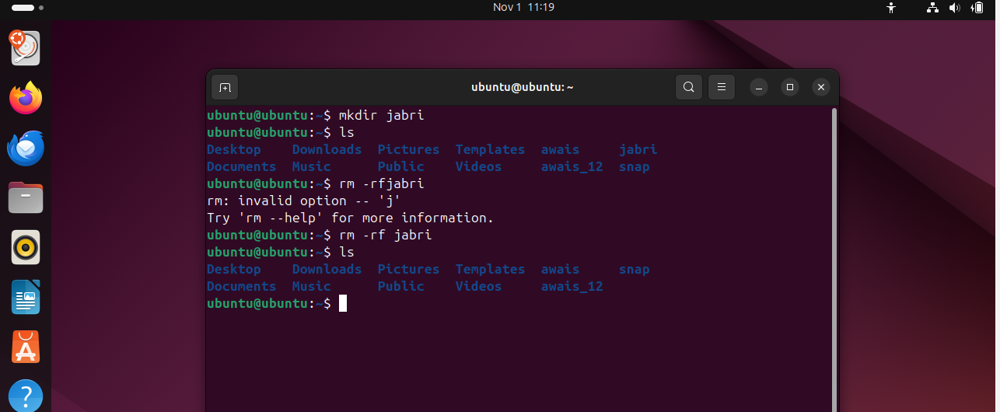 Nov 1 11:19
ubuntu@ubuntu: ~
ubuntu@ubuntu:~$ mkdir jabri
ubuntu@ubuntu:~$ ls
Desktop Downloads Pictures Templates awais jabri
Documents Music Public Videos awais_12 snap
ubuntu@ubuntu:~$ rm -rfjabri
rm: invalid option -- 'j'
Try 'rm --help' for more information.
ubuntu@ubuntu:~$ rm -rf jabri
ubuntu@ubuntu:~$ ls
Desktop Downloads Pictures Templates awais snap
Documents Music Public Videos awais_12
ubuntu@ubuntu:~$